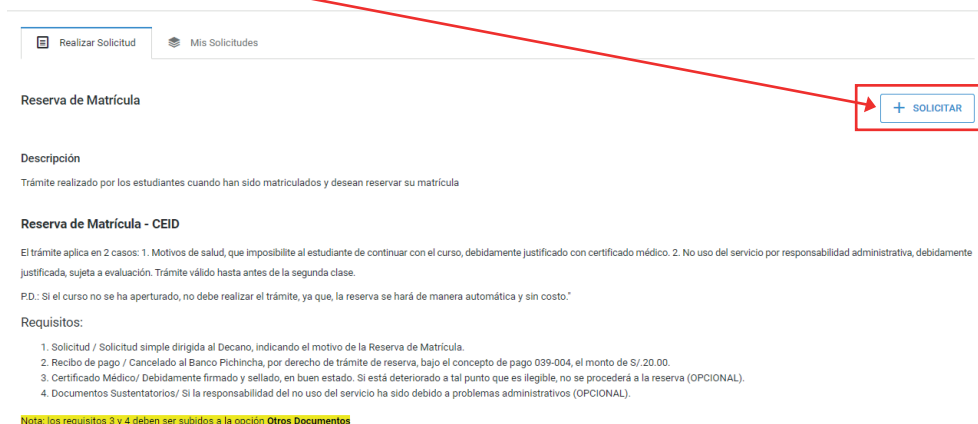 Realizar Solicitud
Mis Solicitudes
Reserva de Matrícula
+ SOLICITAR
Descripción
Trámite realizado por los estudiantes cuando han sido matriculados y desean reservar su matrícula
Reserva de Matrícula - CEID
El trámite aplica en 2 casos: 1. Motivos de salud, que imposibilite al estudiante de continuar con el curso, debidamente justificado con certificado médico. 2. No uso del servicio por responsabilidad administrativa, debidamente
justificada, sujeta a evaluación. Trámite válido hasta antes de la segunda clase.
P.D.: Si el curso no se ha aperturado, no debe realizar el trámite, ya que, la reserva se hará de manera automática y sin costo."
Requisitos:
1. Solicitud / Solicitud simple dirigida al Decano, indicando el motivo de la Reserva de Matrícula.
2. Recibo de pago / Cancelado al Banco Pichincha, por derecho de trámite de reserva, bajo el concepto de pago 039-004, el monto de S/.20.00.
3. Certificado Médico/ Debidamente firmado y sellado, en buen estado. Si está deteriorado a tal punto que es ilegible, no se procederá a la reserva (OPCIONAL).
4. Documentos Sustentatorios/ Si la responsabilidad del no uso del servicio ha sido debido a problemas administrativos (OPCIONAL).
Nota: los requisitos 3 y 4 deben ser subidos a la opción Otros Documentos